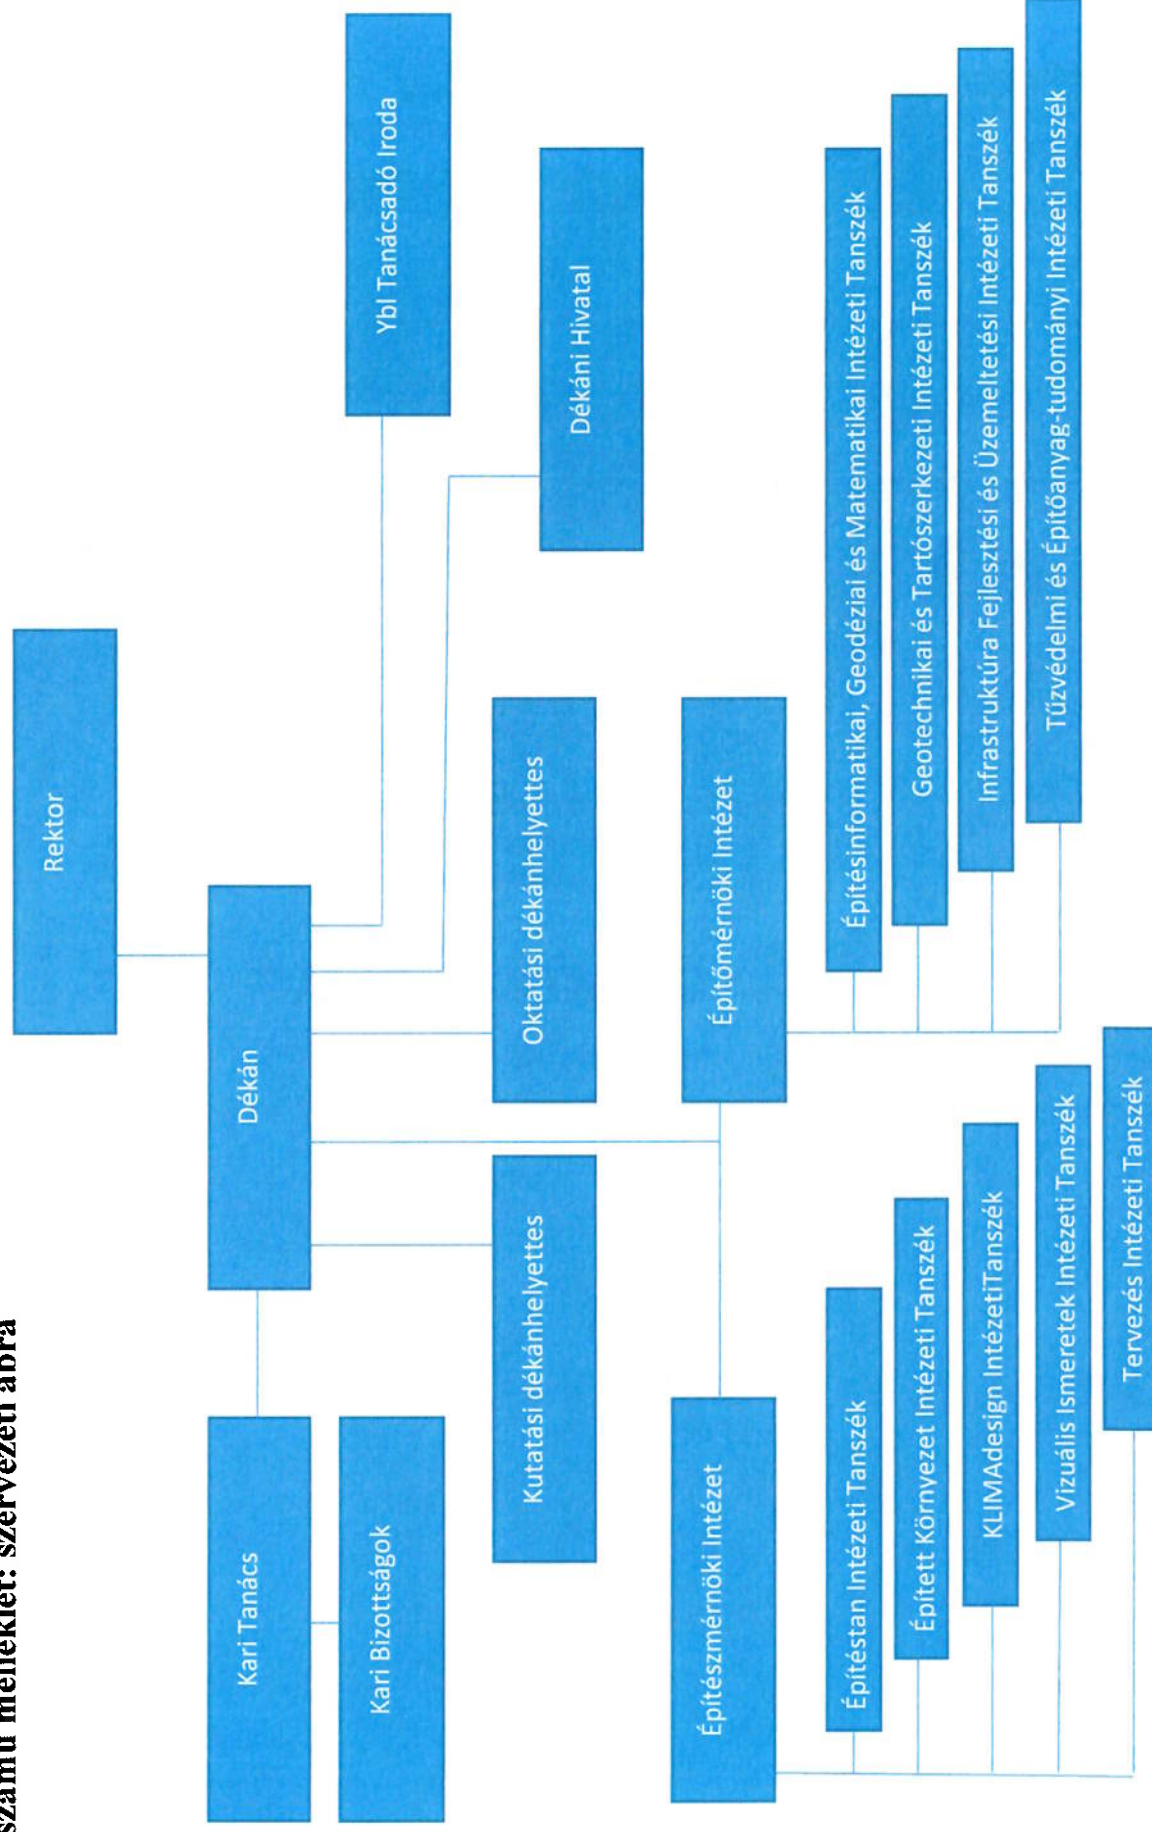 számú melléklet: szervezeti ábra
Rektor
Dékán
Kari Tanács
Kari Bizottságok
Ybl Tanácsadó Iroda
Dékáni Hivatal
Kutatási dékánhelyettes
Oktatási dékánhelyettes
Építészmérnöki Intézet
Építőmérnöki Intézet
Építéstan Intézeti Tanszék
Épített Környezet Intézeti Tanszék
KLIMAdesign IntézetiTanszék
Vizuális Ismeretek Intézeti Tanszék
Tervezés Intézeti Tanszék
Építésinformatikai, Geodéziai és Matematikai Intézeti Tanszék
Geotechnikai és Tartószerkezeti Intézeti Tanszék
Infrastruktúra Fejlesztési és Üzemeltetési Intézeti Tanszék
Tűzvédelmi és Építőanyag-tudományi Intézeti Tanszék